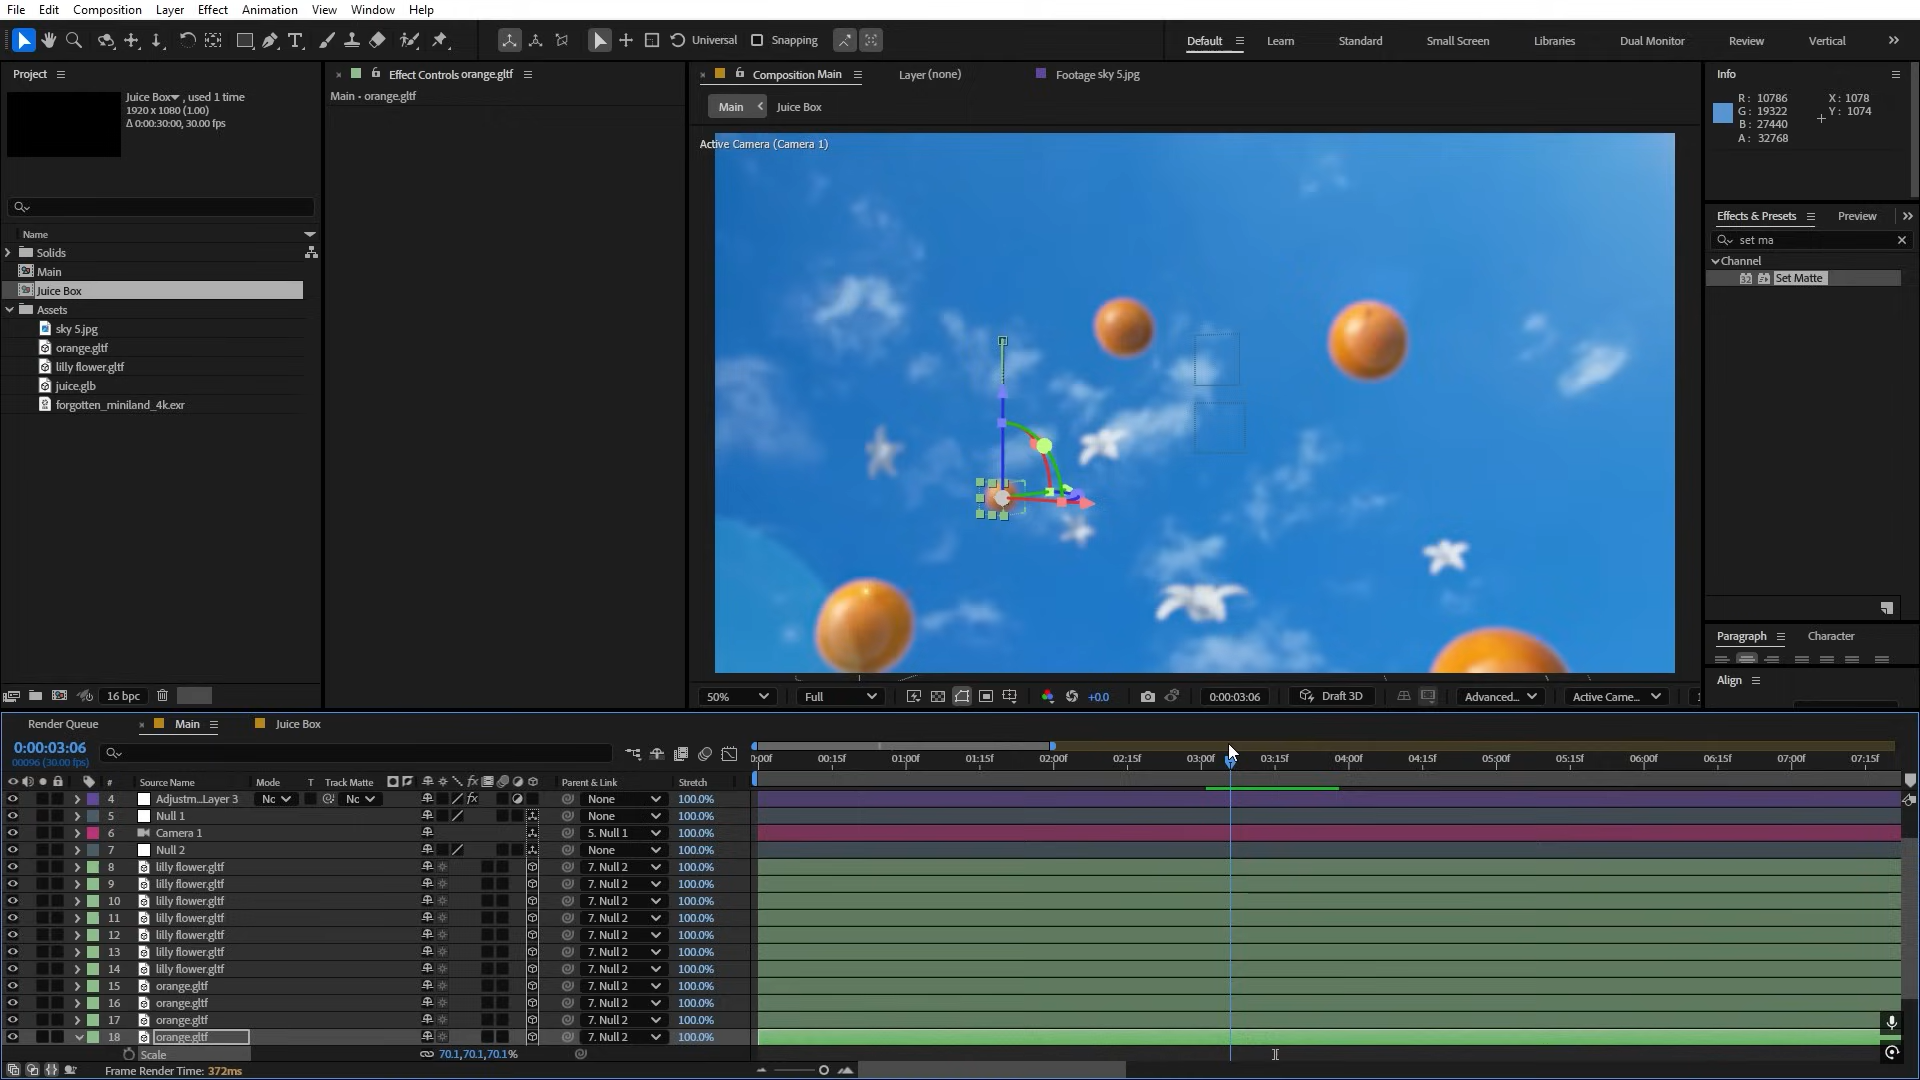 File Edit Composition Layer Effect Animation View Window Help
Universal Snapping Default Learn Standard Small Screen Libraries Dual Monitor Review Vertical
Project
Effect Controls orange.gltf
Composition Main
Layer (none)
Footage sky 5.jpg
Info
Juice Box , used 1 time
1920 x 1080 (1.00)
Δ 0:00:30:00, 30.00 fps
Main • orange.gltf
Main Juice Box
R: 10786 X: 1078
G: 19322 Y: 1074
B: 27440
A: 32768
Active Camera (Camera 1)
Effects & Presets Preview
set ma
Channel
32 Set Matte
Name
Solids
Main
Juice Box
Assets
sky 5.jpg
orange.gltf
lilly flower.gltf
juice.glb
forgotten_miniland_4k.exr
Paragraph Character
Align
16 bpc
50% Full +0.0 0:00:03:06 Draft 3D Advanced... Active Came...
Render Queue Main Juice Box
0:00:03:06
00096 (30.00 fps)
0:00f 00:15f 01:00f 01:15f 02:00f 02:15f 03:00f 03:15f 04:00f 04:15f 05:00f 05:15f 06:00f 06:15f 07:00f 07:15f
# Source Name Mode T Track Matte Parent & Link Stretch
4 Adjustm...Layer 3 Nc Nc None 100.0%
5 Null 1 None 100.0%
6 Camera 1 5. Null 1 100.0%
7 Null 2 None 100.0%
8 lilly flower.gltf 7. Null 2 100.0%
9 lilly flower.gltf 7. Null 2 100.0%
10 lilly flower.gltf 7. Null 2 100.0%
11 lilly flower.gltf 7. Null 2 100.0%
12 lilly flower.gltf 7. Null 2 100.0%
13 lilly flower.gltf 7. Null 2 100.0%
14 lilly flower.gltf 7. Null 2 100.0%
15 orange.gltf 7. Null 2 100.0%
16 orange.gltf 7. Null 2 100.0%
17 orange.gltf 7. Null 2 100.0%
18 orange.gltf 7. Null 2 100.0%
Scale 70.1,70.1,70.1%
Frame Render Time: 372ms